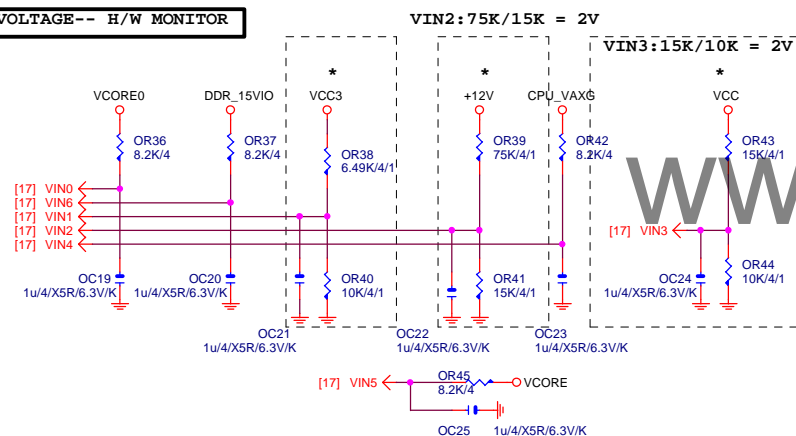 VOLTAGE-- H/W MONITOR
VIN2:75K/15K = 2V
VIN3:15K/10K = 2V
*
*
*
VCORE0
DDR_15VIO
VCC3
+12V
CPU_VAXG
VCC
OR36
8.2K/4
OR37
8.2K/4
OR38
6.49K/4/1
OR39
75K/4/1
OR42
8.2K/4
OR43
15K/4/1
WW
[17] VIN0
[17] VIN6
[17] VIN1
[17] VIN2
[17] VIN4
[17] VIN3
OC19
1u/4/X5R/6.3V/K
OC20
1u/4/X5R/6.3V/K
OR40
10K/4/1
OR41
15K/4/1
OC24
1u/4/X5R/6.3V/K
OR44
10K/4/1
OC21
1u/4/X5R/6.3V/K
OC22
1u/4/X5R/6.3V/K
OC23
1u/4/X5R/6.3V/K
[17] VIN5
OR45
8.2K/4
VCORE
OC25
1u/4/X5R/6.3V/K